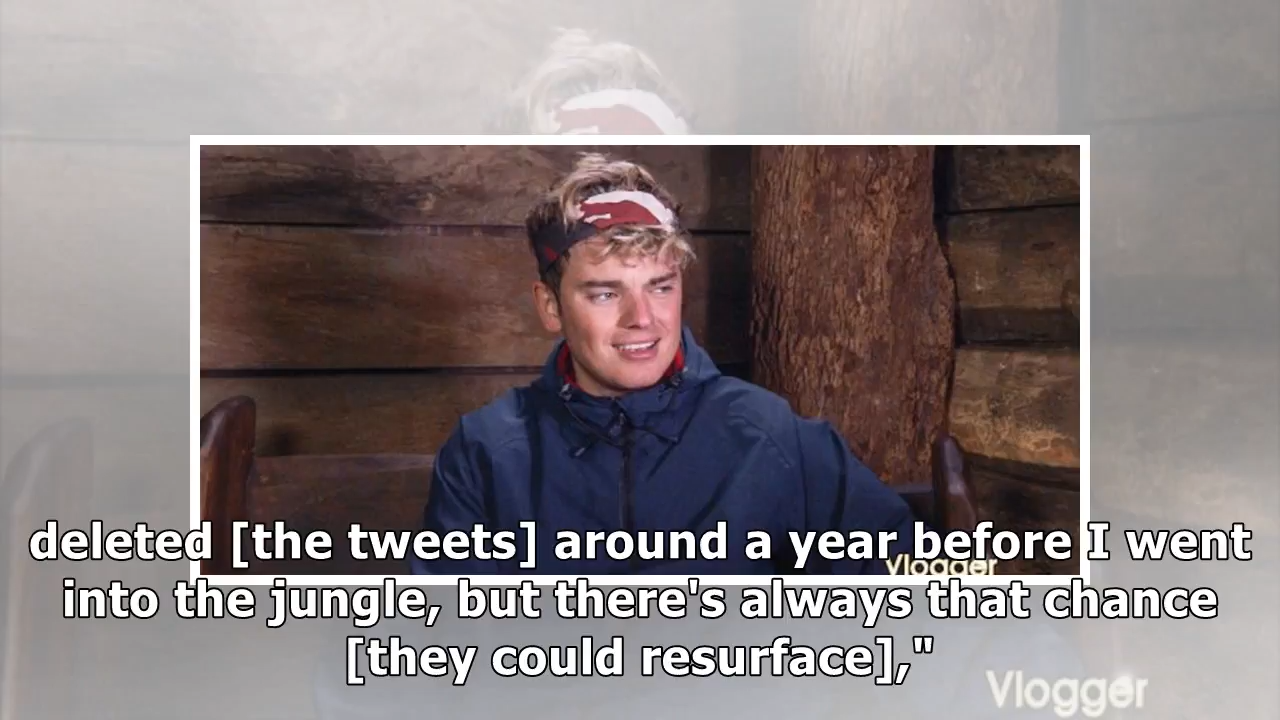 deleted [the tweets] around a year before I went
into the jungle, but there's always that chance
[they could resurface],"
Vlogger
Vlogger